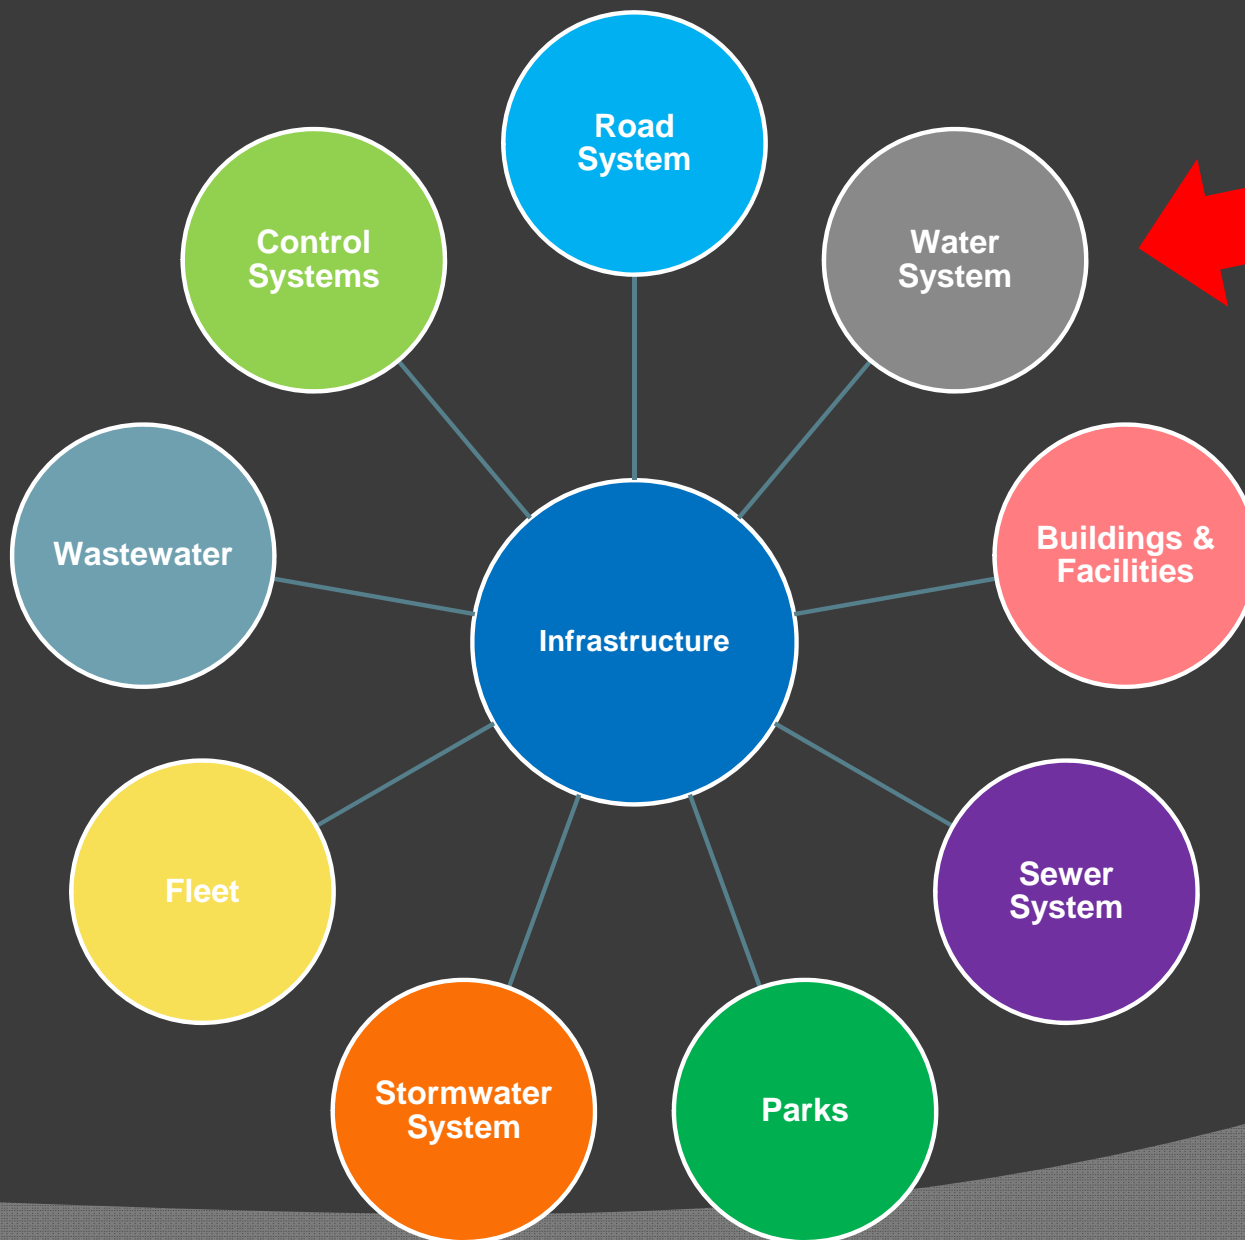 Road
System
Control
Systems
Water
System
Wastewater
Buildings &
Facilities
Infrastructure
Fleet
Sewer
System
Stormwater
System
Parks